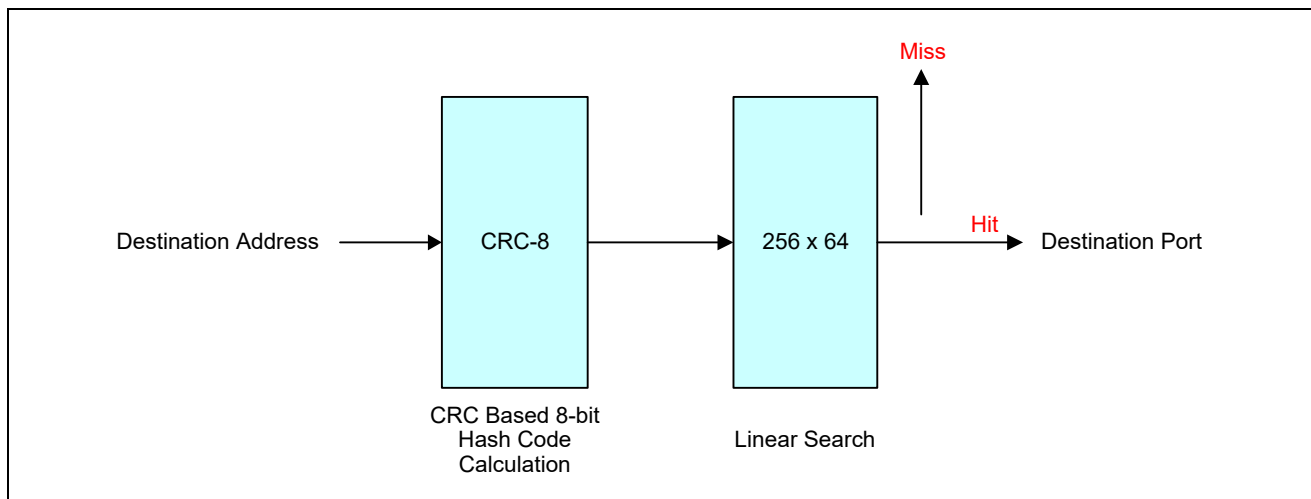 Miss
Destination Address
CRC-8
256 x 64
Hit
Destination Port
CRC Based 8-bit
Hash Code
Calculation
Linear Search